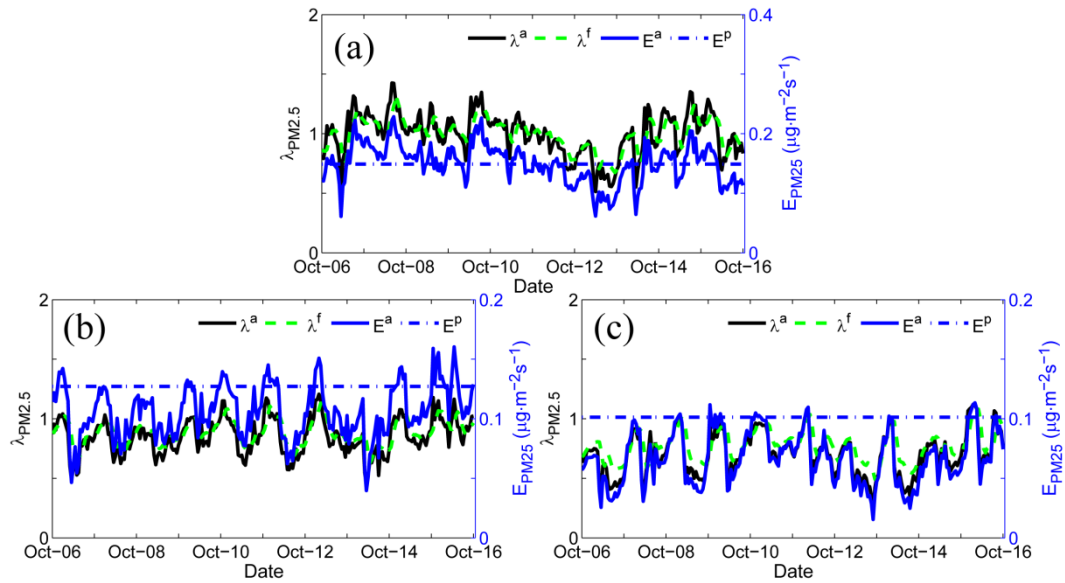 (a)
λᵃ λᶠ Eᵃ Eᵖ
2
1
0
λPM2.5
0.4
0.2
0
EPM25 (μg·m−2s−1)
Oct−06 Oct−08 Oct−10 Oct−12 Oct−14 Oct−16
Date
(b)
λᵃ λᶠ Eᵃ Eᵖ
2
1
0
λPM2.5
0.2
0.1
0
EPM25 (μg·m−2s−1)
Oct−06 Oct−08 Oct−10 Oct−12 Oct−14 Oct−16
Date
(c)
λᵃ λᶠ Eᵃ Eᵖ
2
1
0
λPM2.5
0.2
0.1
0
EPM25 (μg·m−2s−1)
Oct−06 Oct−08 Oct−10 Oct−12 Oct−14 Oct−16
Date